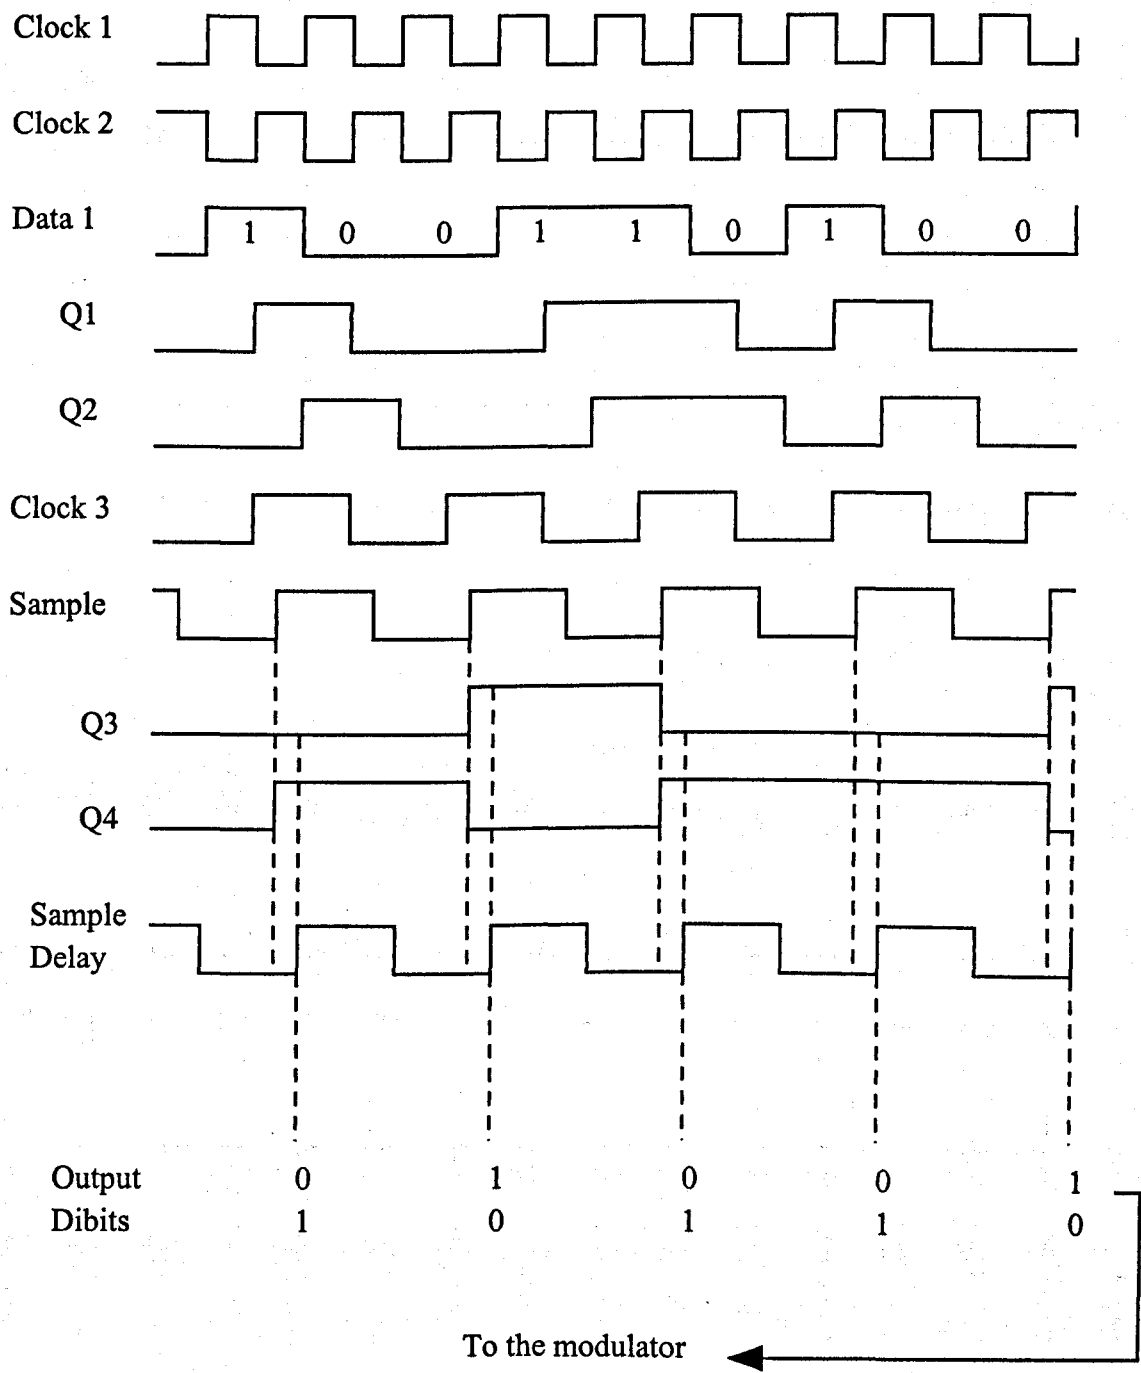 Clock 1
Clock 2
Data 1
1 0 0 1 1 0 1 0 0
Q1
Q2
Clock 3
Sample
Q3
Q4
Sample
Delay
Output 0 1 0 0 1
Dibits 1 0 1 1 0
To the modulator